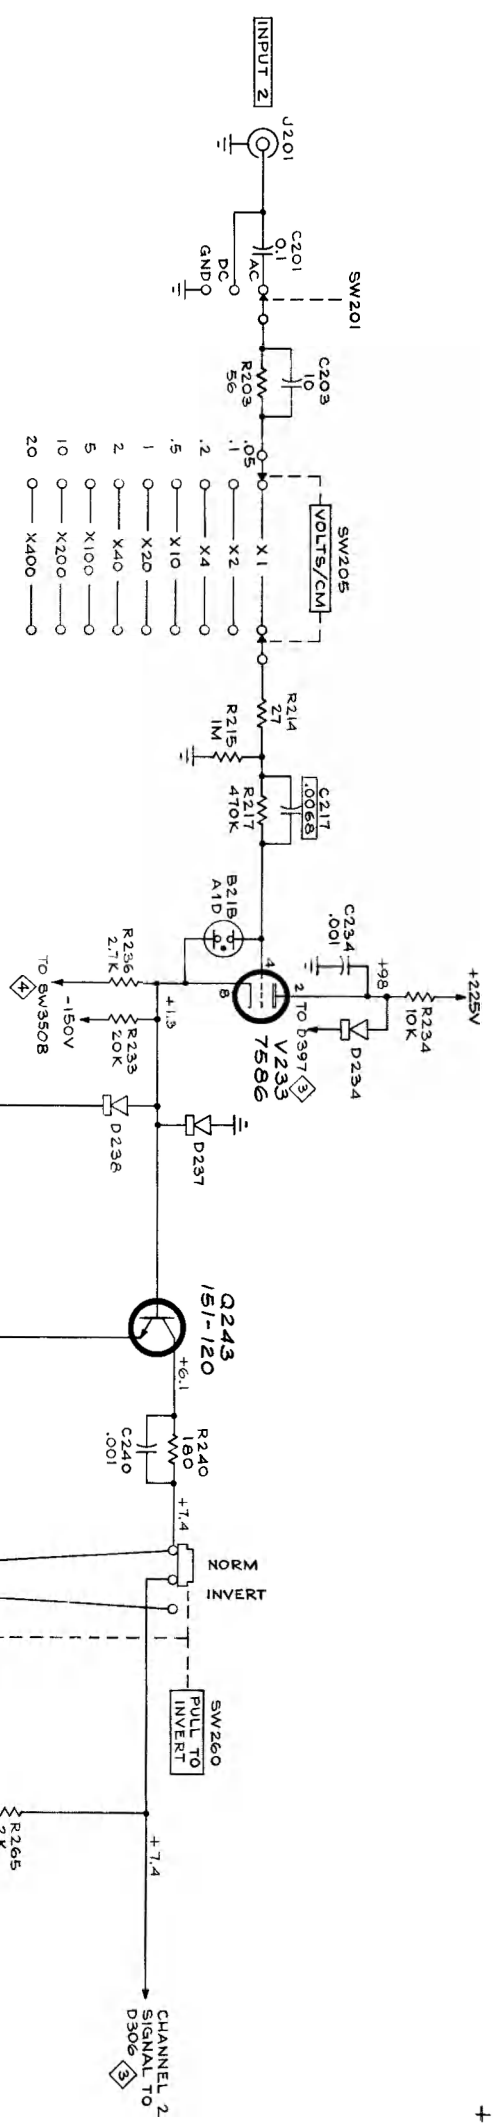 INPUT 2
J201
C201
0.1
AC
DC
GND
SW201
C203
10
R203
56
SW205
VOLTS/CM
.05
.1
.2
.5
1
2
5
10
20
X1
X2
X4
X10
X20
X40
X100
X200
X400
R214
27
R215
1M
C217
.0068
R217
470K
B218
A1D
+225V
R234
10K
+98
C234
.001
D234
TO D397 3
V233
7586
2
4
8
+1.3
R236
2.7K
TO SW350B
4
R233
20K
-150V
D238
D237
Q243
151-120
+6.1
R240
180
C240
.001
+7.4
NORM
INVERT
SW260
PULL TO
INVERT
R265
+7.4
CHANNEL 2
SIGNAL TO
D306 3